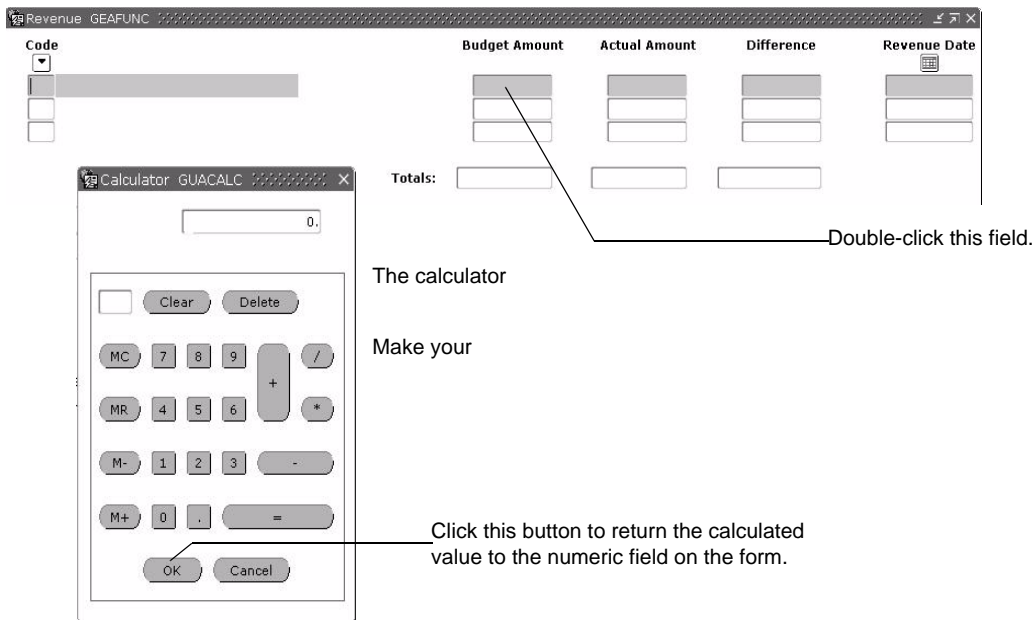 Revenue GEAFUNC
Code Budget Amount Actual Amount Difference Revenue Date
Totals:
Calculator GUACALC
0.
Double-click this field.
The calculator
Clear Delete
Make your
MC 7 8 9 + /
MR 4 5 6 *
M- 1 2 3 -
M+ 0 . =
Click this button to return the calculated
value to the numeric field on the form.
OK Cancel